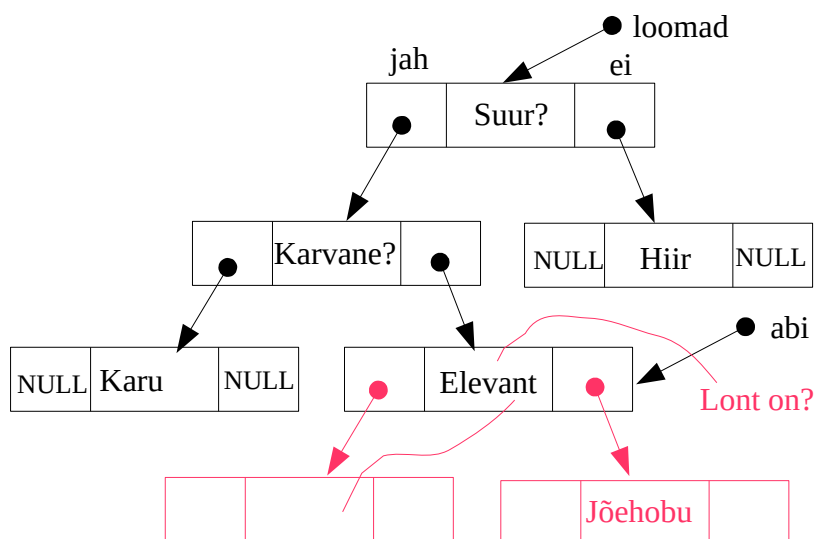 loomad
jah ei
Suur?
Karvane?
NULL Hiir NULL
abi
NULL Karu NULL
Elevant
Lont on?
Jõehobu